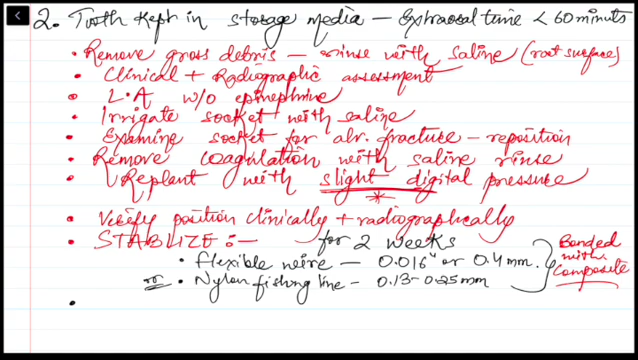 2. Tooth kept in storage media – Extraoral time < 60 minutes
• Remove gross debris – rinse with saline (root surface)
• Clinical + Radiographic assessment
• L.A w/o epinephrine
• Irrigate socket with saline
• Examine socket for alv. fracture – reposition
• Remove coagulation with saline rinse
• Replant with slight digital pressure
*
• Verify position clinically + radiographically
• STABLIZE :– for 2 weeks
• Flexible wire – 0.016" or 0.4 mm.
or • Nylon fishing line – 0.13–0.25mm
Bonded
with
Composite
•